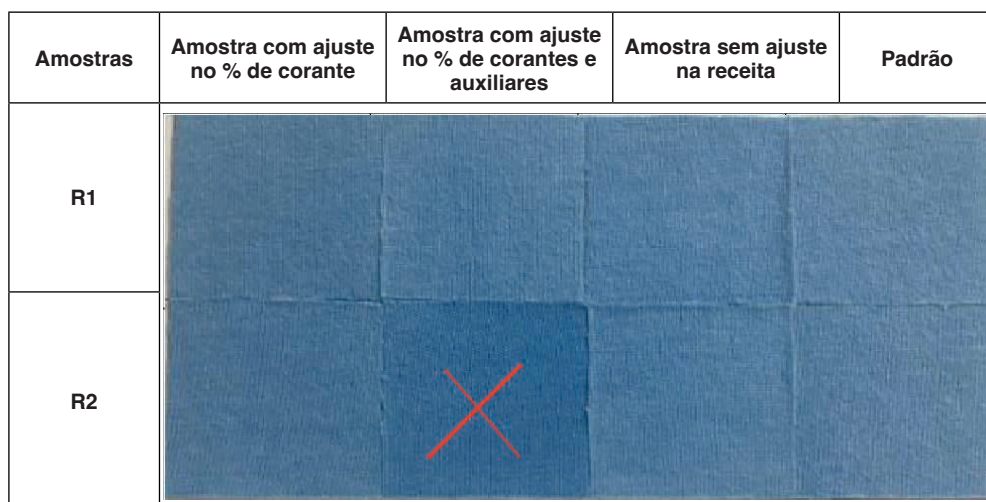 Amostras
Amostra com ajuste
no % de corante
Amostra com ajuste
no % de corantes e
auxiliares
Amostra sem ajuste
na receita
Padrão
R1
R2